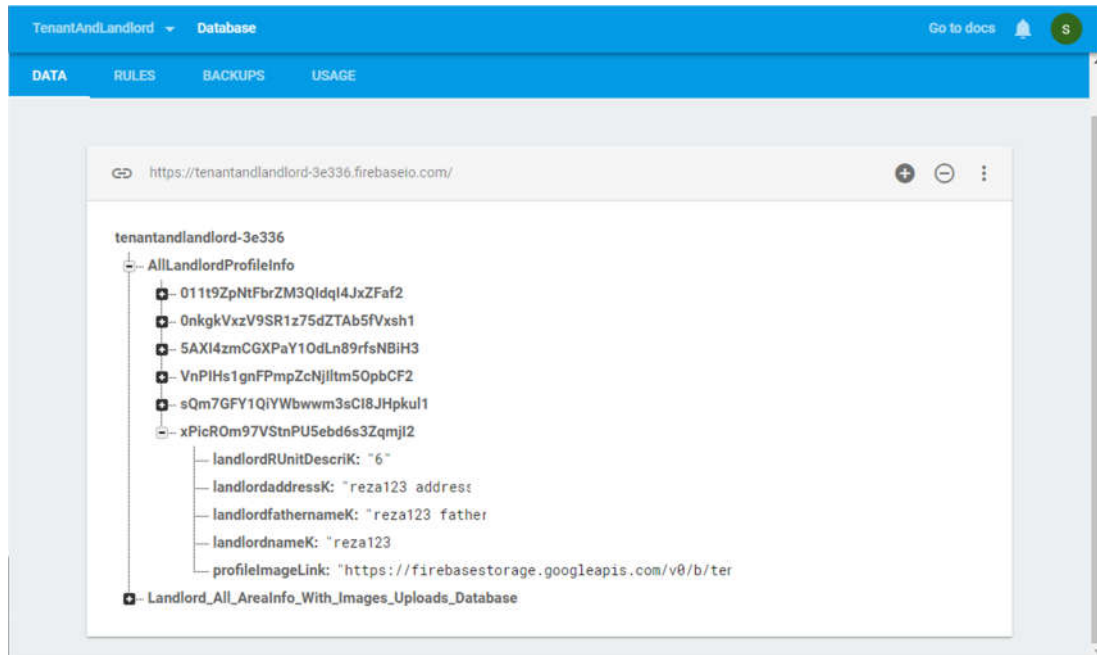 TenantAndLandlord Database Go to docs S
DATA RULES BACKUPS USAGE
https://tenantandlandlord-3e336.firebaseio.com/
tenantandlandlord-3e336
AllLandlordProfileInfo
011t9ZpNtFbrZM3QIdqI4JxZFaf2
0nkgkVxzV9SR1z75dZTAb5fVxsh1
5AXI4zmCGXPaY1OdLn89rfsNBiH3
VnPIHs1gnFPmpZcNjIltm5OpbCF2
sQm7GFY1QiYWbwwm3sCI8JHpkul1
xPicROm97VStnPU5ebd6s3ZqmjI2
landlordRUnitDescriK: "6"
landlordaddressK: "reza123 address
landlordfathernameK: "reza123 father
landlordnameK: "reza123
profileImageLink: "https://firebasestorage.googleapis.com/v0/b/ter
Landlord_All_AreaInfo_With_Images_Uploads_Database